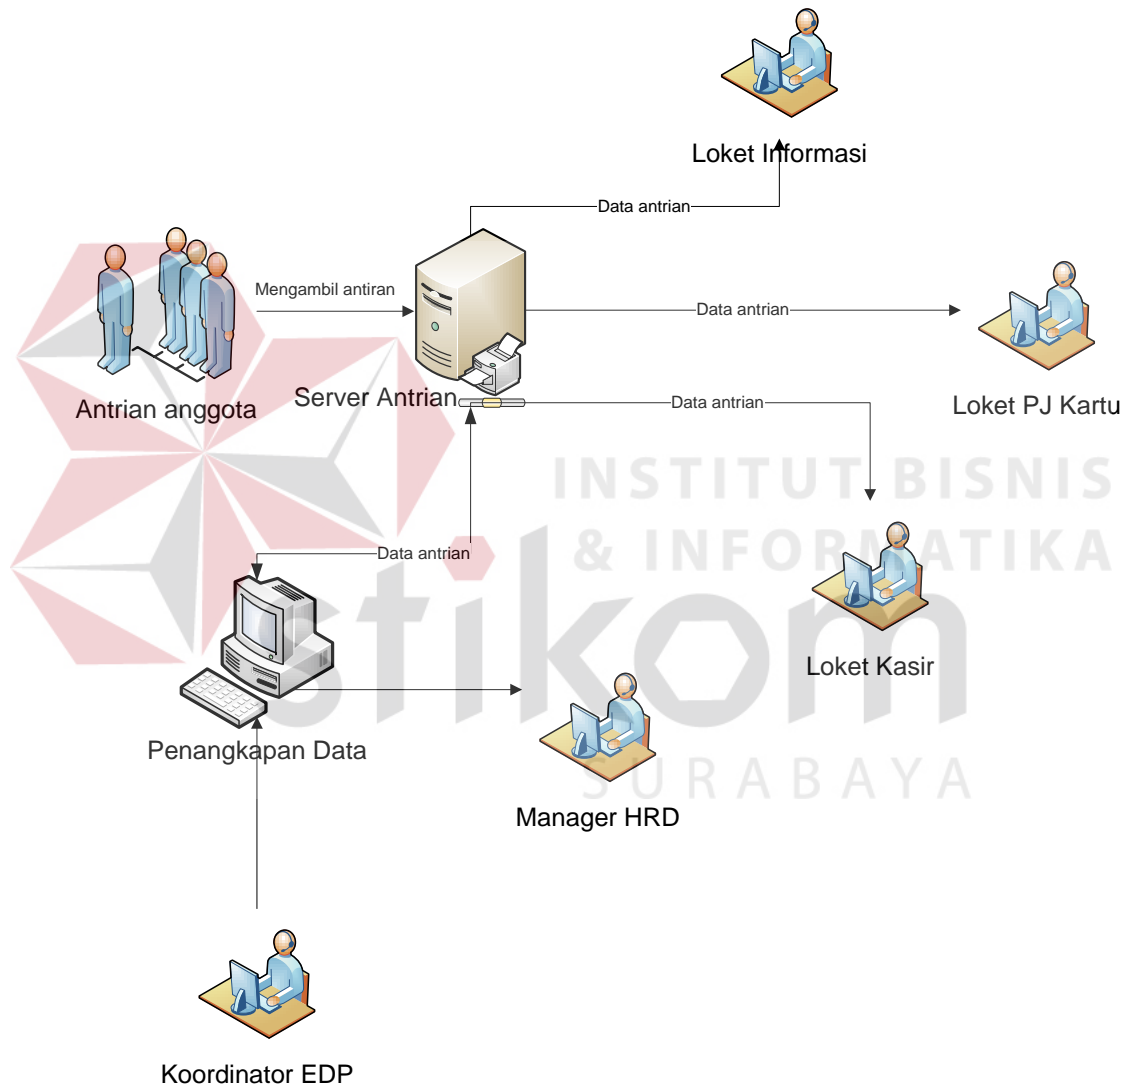 Loket Informasi
Data antrian
Mengambil antiran
Data antrian
Antrian anggota
Server Antrian
Data antrian
Loket PJ Kartu
INSTITUT BISNIS
& INFORMATIKA
Data antrian
stikom
Loket Kasir
Penangkapan Data
SURABAYA
Manager HRD
Koordinator EDP